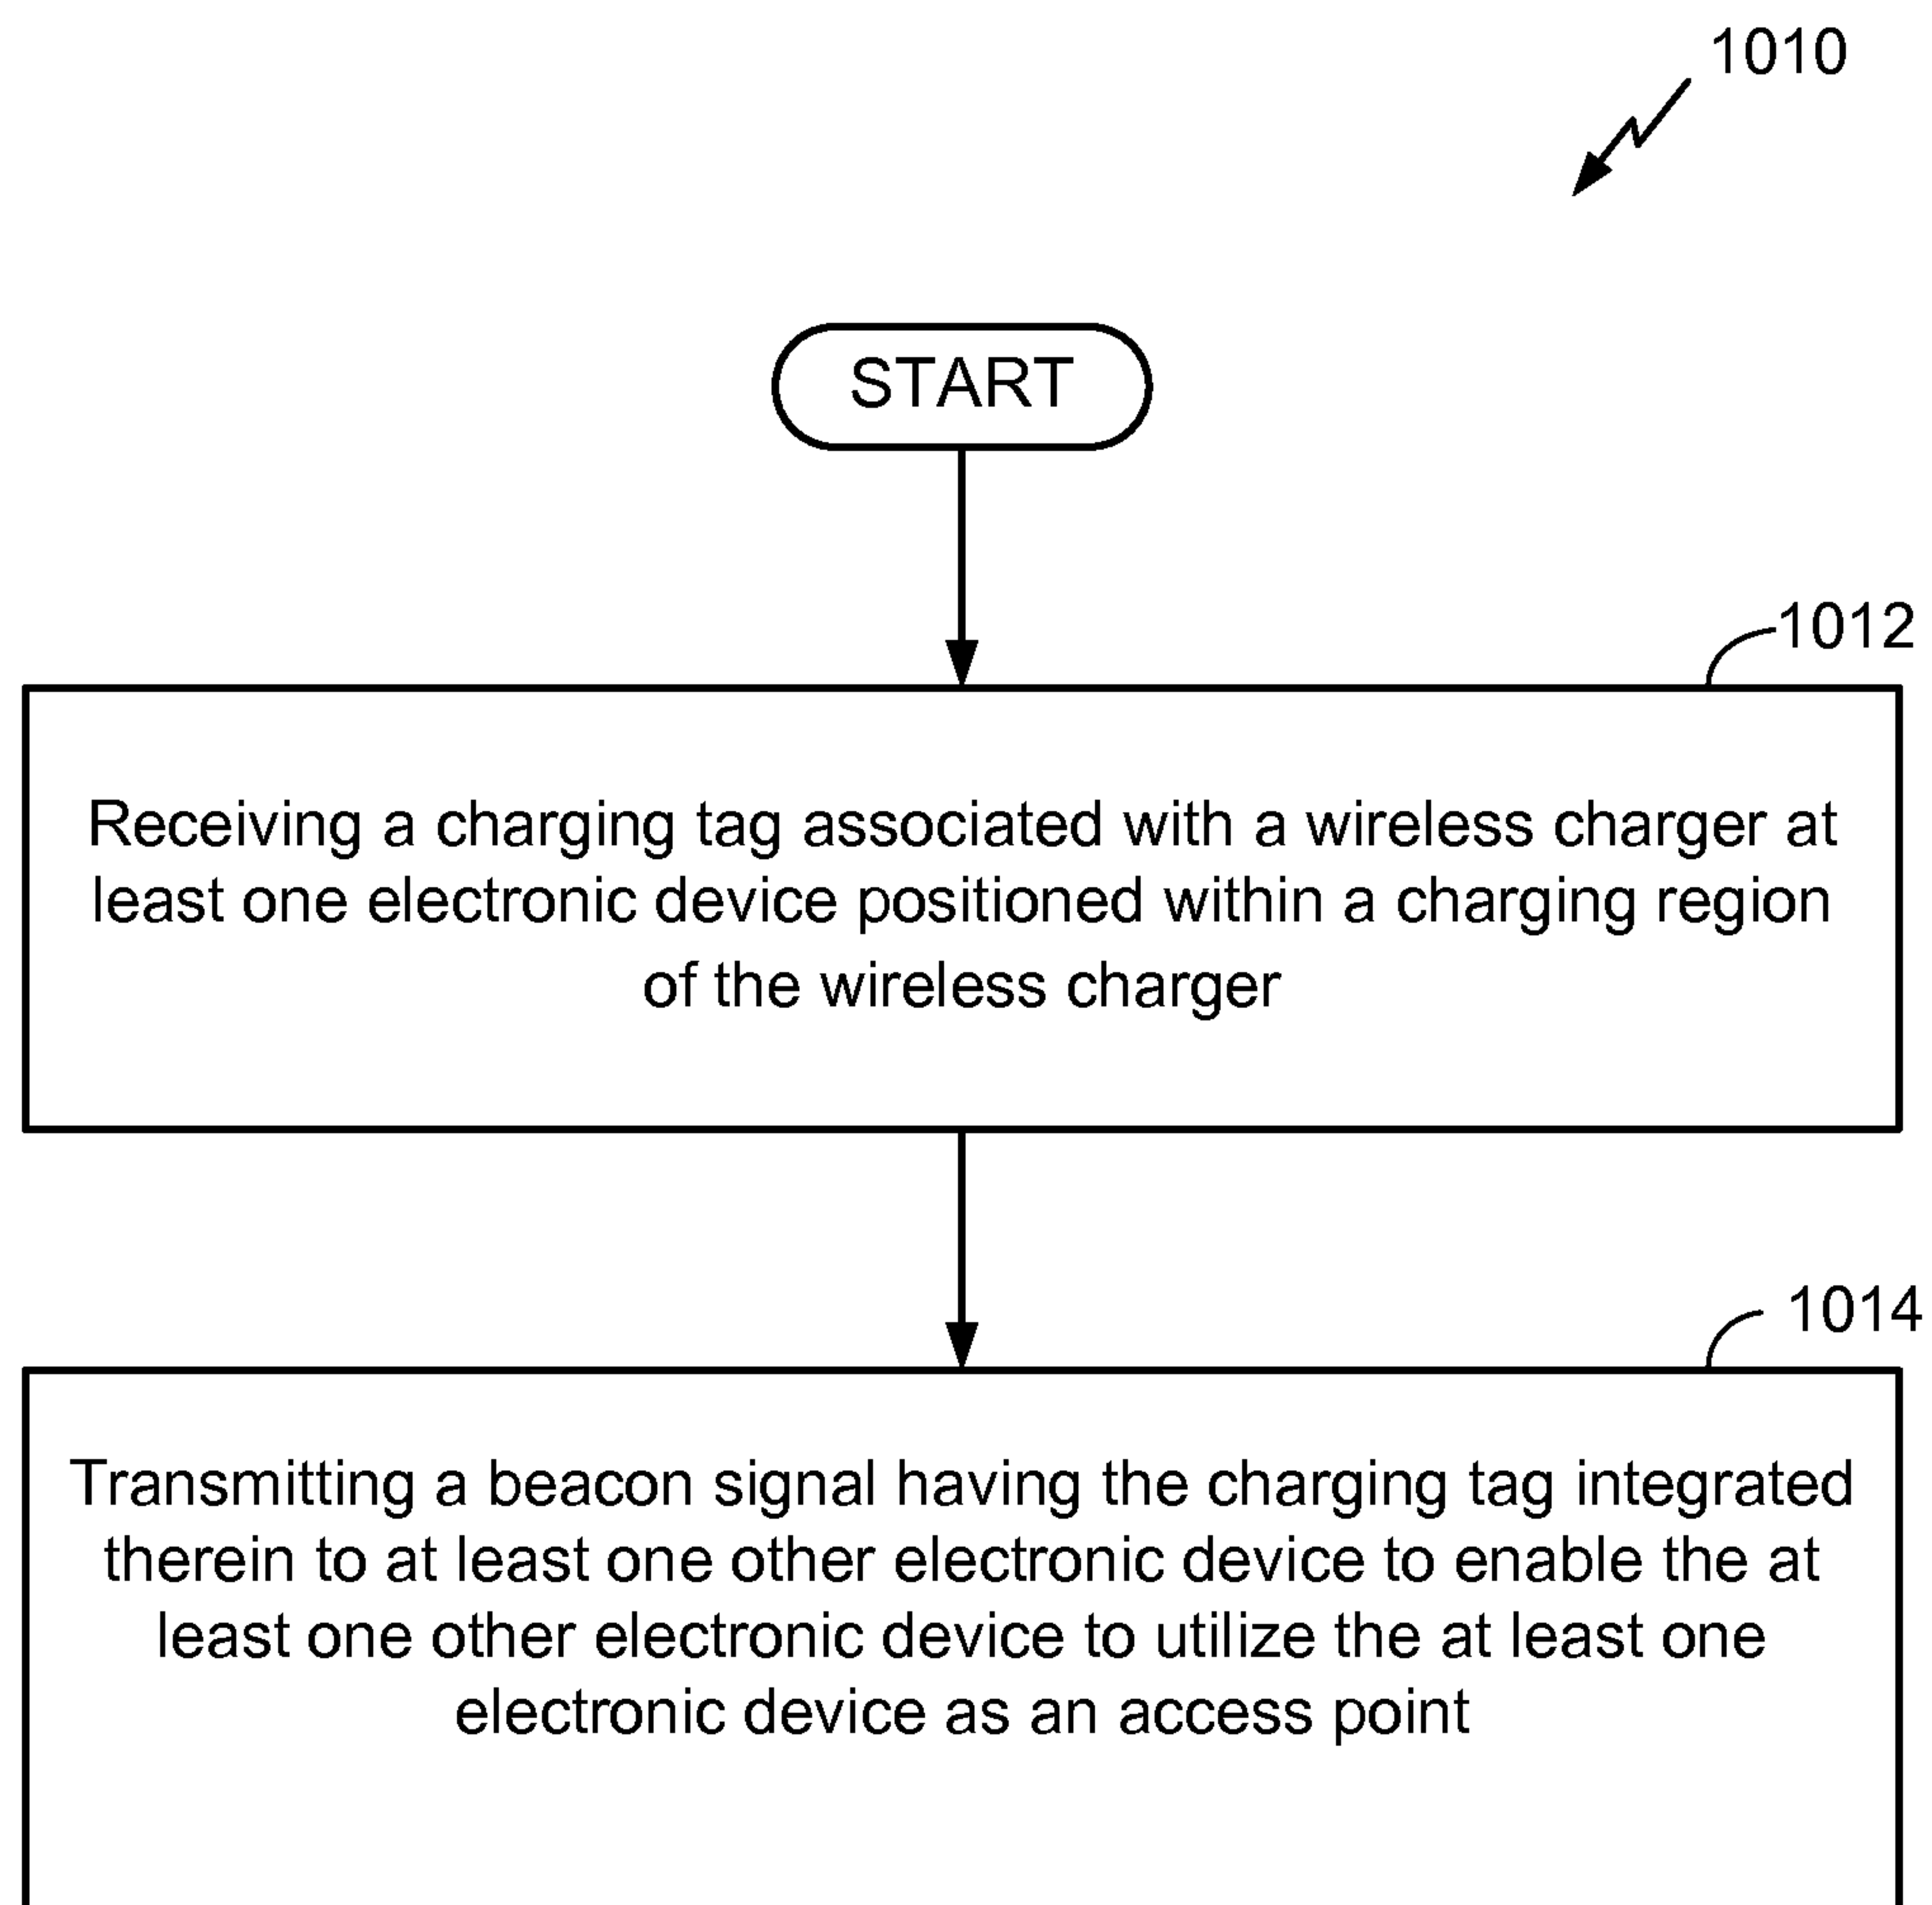 1010
START
1012
Receiving a charging tag associated with a wireless charger at
least one electronic device positioned within a charging region
of the wireless charger
1014
Transmitting a beacon signal having the charging tag integrated
therein to at least one other electronic device to enable the at
least one other electronic device to utilize the at least one
electronic device as an access point